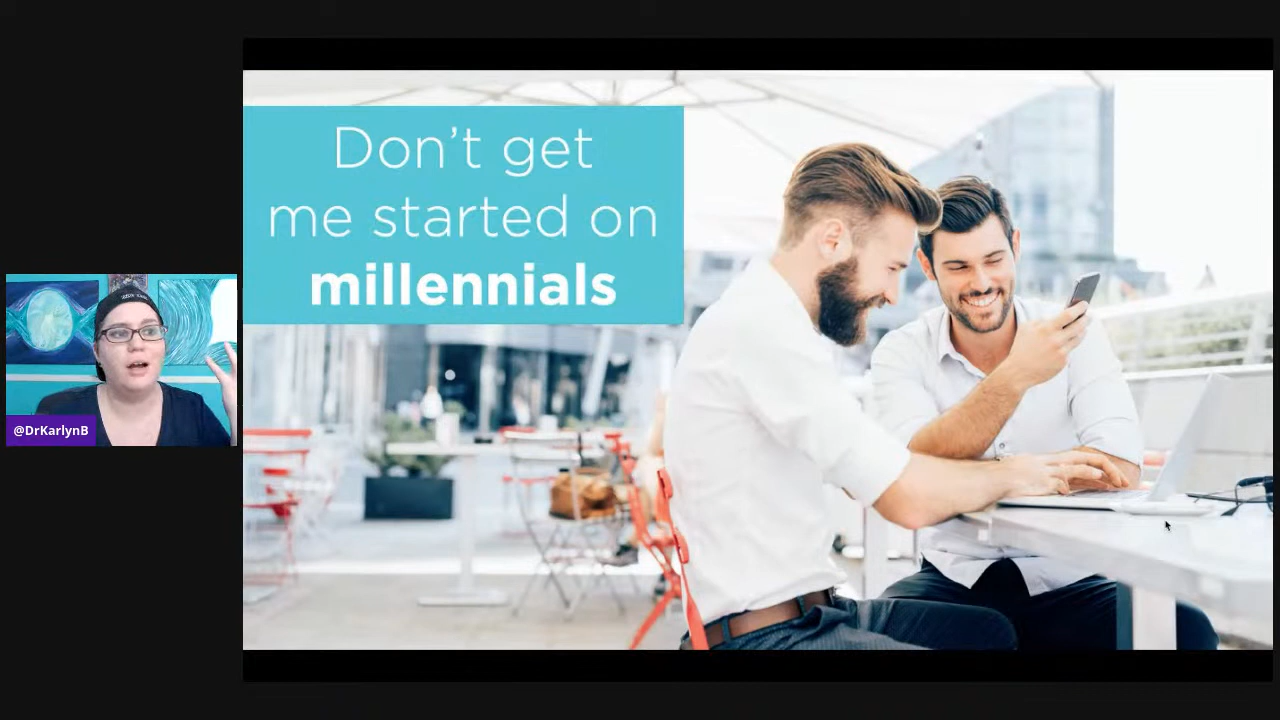 Don't get
me started on
millennials
@DrKarlynB